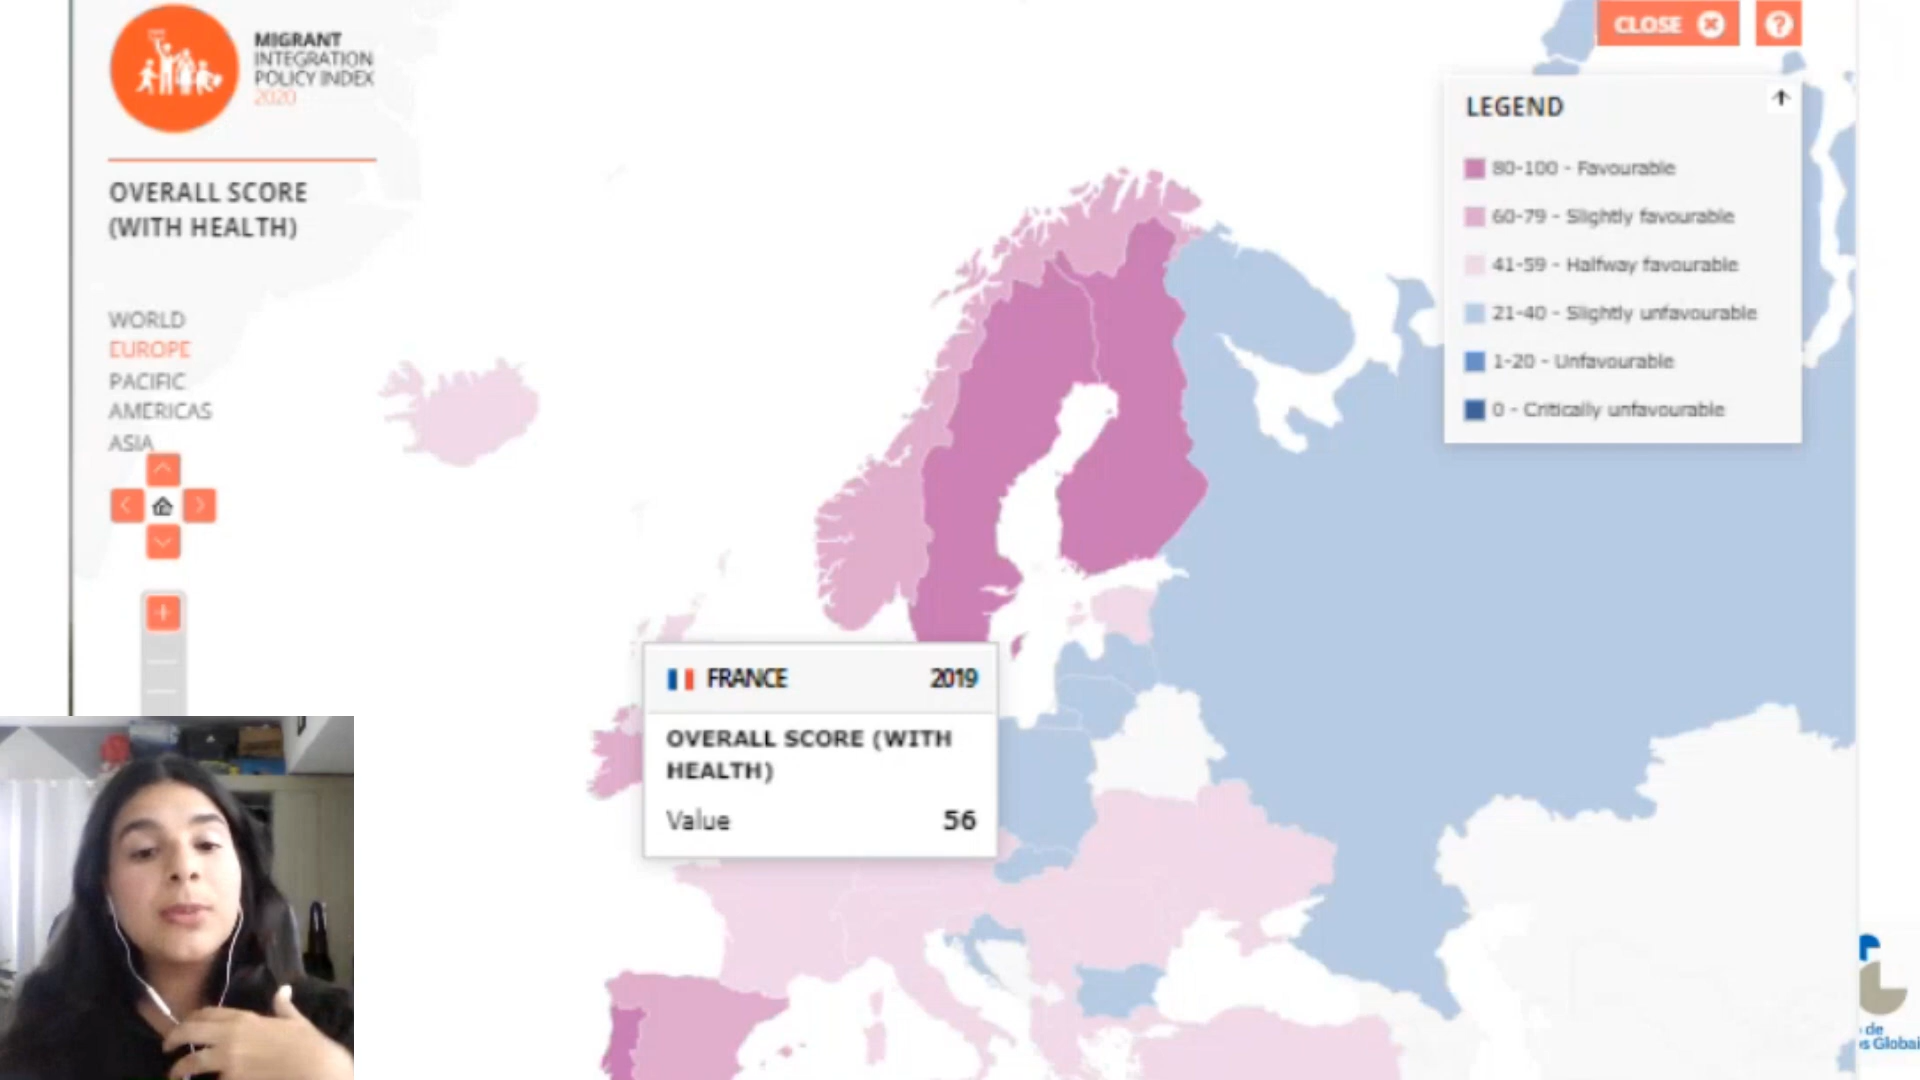 MIGRANT
INTEGRATION
POLICY INDEX
2020
OVERALL SCORE
(WITH HEALTH)
WORLD
EUROPE
PACIFIC
AMERICAS
ASIA
CLOSE
?
LEGEND
80-100 - Favourable
60-79 - Slightly favourable
41-59 - Halfway favourable
21-40 - Slightly unfavourable
1-20 - Unfavourable
0 - Critically unfavourable
FRANCE 2019
OVERALL SCORE (WITH
HEALTH)
Value 56
de
s Globai